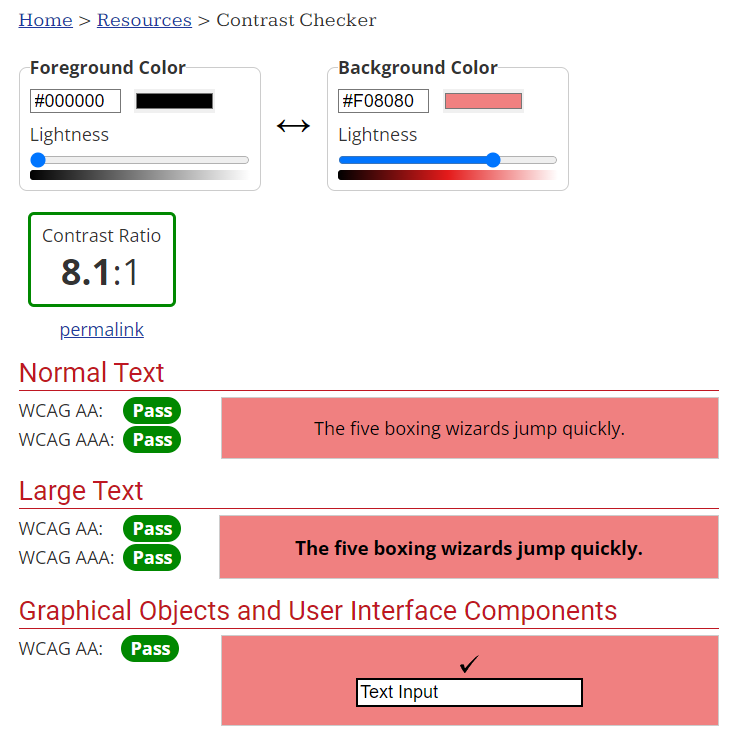 Home > Resources > Contrast Checker
Foreground Color
#000000
Lightness
Background Color
#F08080
Lightness
Contrast Ratio
8.1:1
permalink
Normal Text
WCAG AA: Pass
WCAG AAA: Pass
The five boxing wizards jump quickly.
Large Text
WCAG AA: Pass
WCAG AAA: Pass
The five boxing wizards jump quickly.
Graphical Objects and User Interface Components
WCAG AA: Pass
Text Input